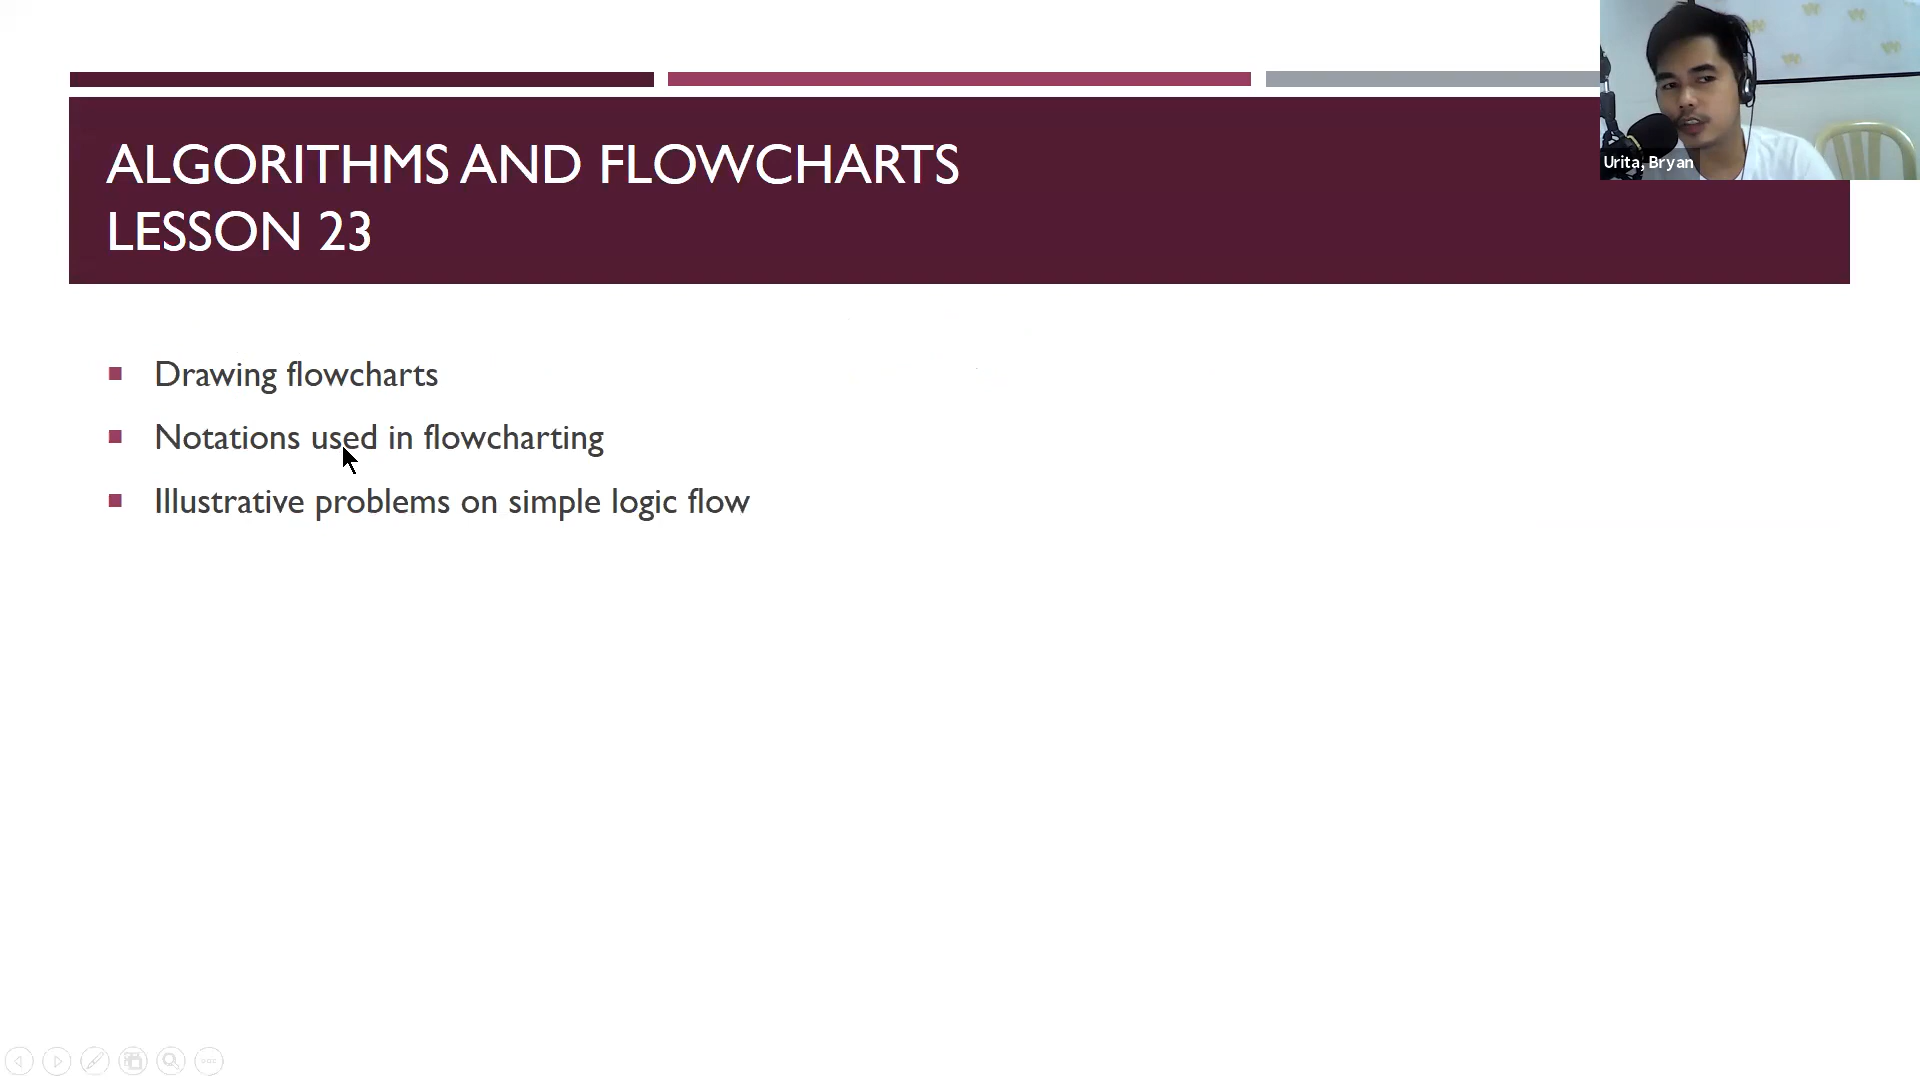 ALGORITHMS AND FLOWCHARTS
LESSON 23
Urita, Bryan
Drawing flowcharts
Notations used in flowcharting
Illustrative problems on simple logic flow